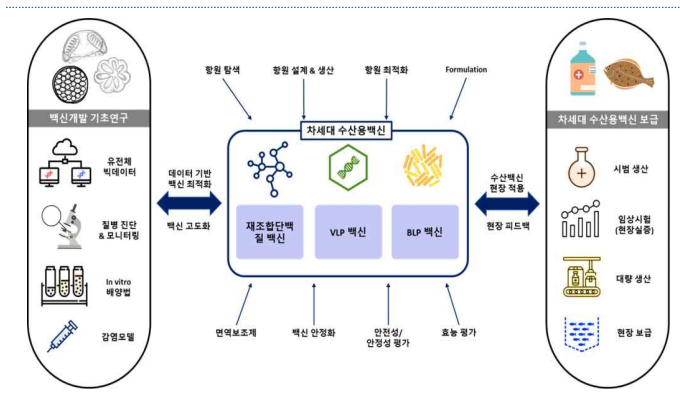 항원 탐색
항원 설계 & 생산
항원 최적화
Formulation
백신개발 기초연구
유전체
빅데이터
질병 진단
& 모니터링
In vitro
배양법
감염모델
데이터 기반
백신 최적화
백신 고도화
차세대 수산용백신
재조합단백
질 백신
VLP 백신
BLP 백신
수산백신
현장 적용
현장 피드백
면역보조제
백신 안정화
안전성/
안정성 평가
효능 평가
차세대 수산용백신 보급
시범 생산
임상시험
(현장실증)
대량 생산
현장 보급